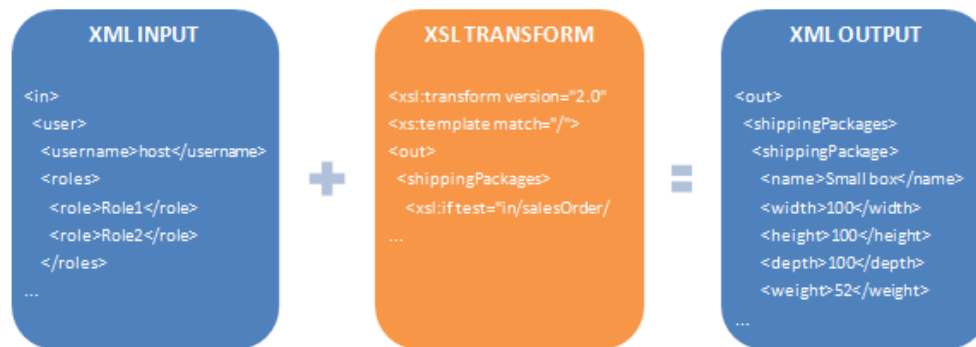 XML INPUT
<in>
<user>
<username>host</username>
<roles>
<role>Role1</role>
<role>Role2</role>
</roles>
...
XSL TRANSFORM
<xsl:transform version="2.0"
<xs:template match="/">
<out>
<shippingPackages>
<xsl:if test="in/salesOrder/
...
XML OUTPUT
<out>
<shippingPackages>
<shippingPackage>
<name>Small box</name>
<width>100</width>
<height>100</height>
<depth>100</depth>
<weight>52</weight>
...